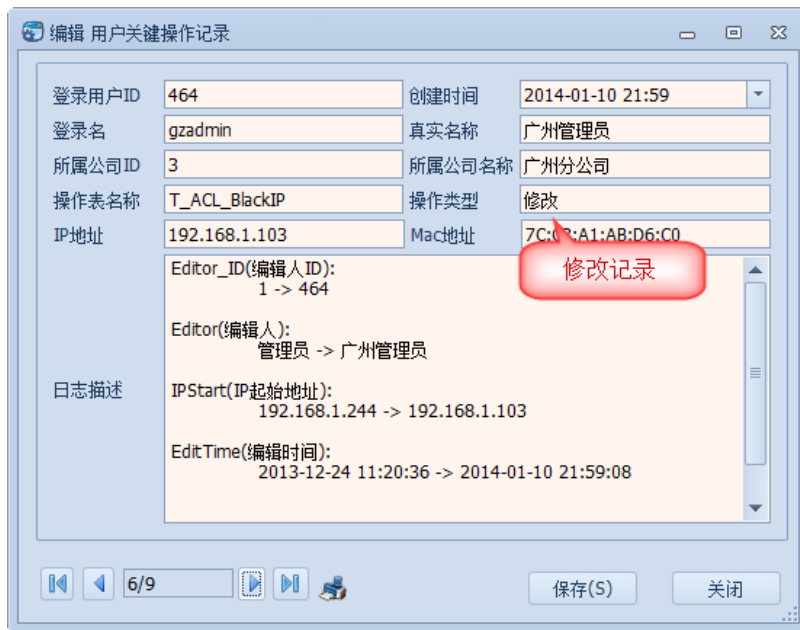 编辑 用户关键操作记录
登录用户ID 464 创建时间 2014-01-10 21:59
登录名 gzadmin 真实名称 广州管理员
所属公司ID 3 所属公司名称 广州分公司
操作表名称 T_ACL_BlackIP 操作类型 修改
IP地址 192.168.1.103 Mac地址 7C: :A1:AB:D6:C0
修改记录
日志描述
Editor_ID(编辑人ID):
1 -> 464
Editor(编辑人):
管理员 -> 广州管理员
IPStart(IP起始地址):
192.168.1.244 -> 192.168.1.103
EditTime(编辑时间):
2013-12-24 11:20:36 -> 2014-01-10 21:59:08
6/9
保存(S) 关闭